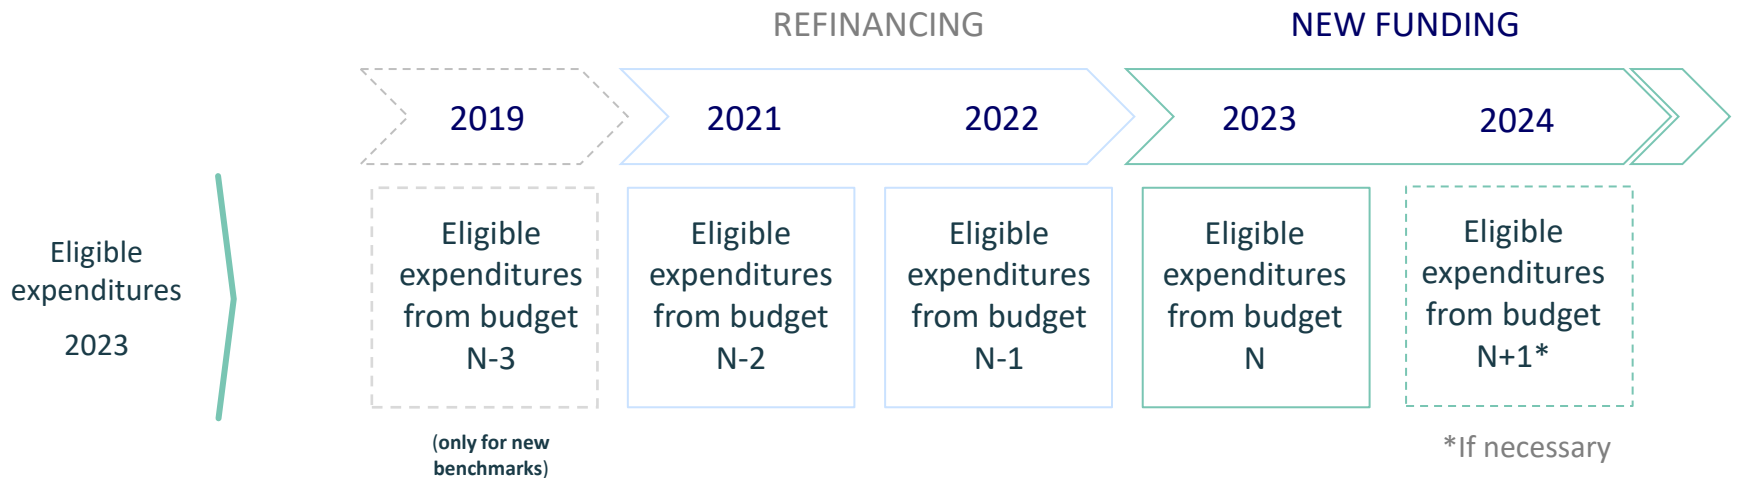 REFINANCING
NEW FUNDING
2019
2021
2022
2023
2024
Eligible
expenditures
2023
Eligible
expenditures
from budget
N-3
Eligible
expenditures
from budget
N-2
Eligible
expenditures
from budget
N-1
Eligible
expenditures
from budget
N
Eligible
expenditures
from budget
N+1*
(only for new
benchmarks)
*If necessary